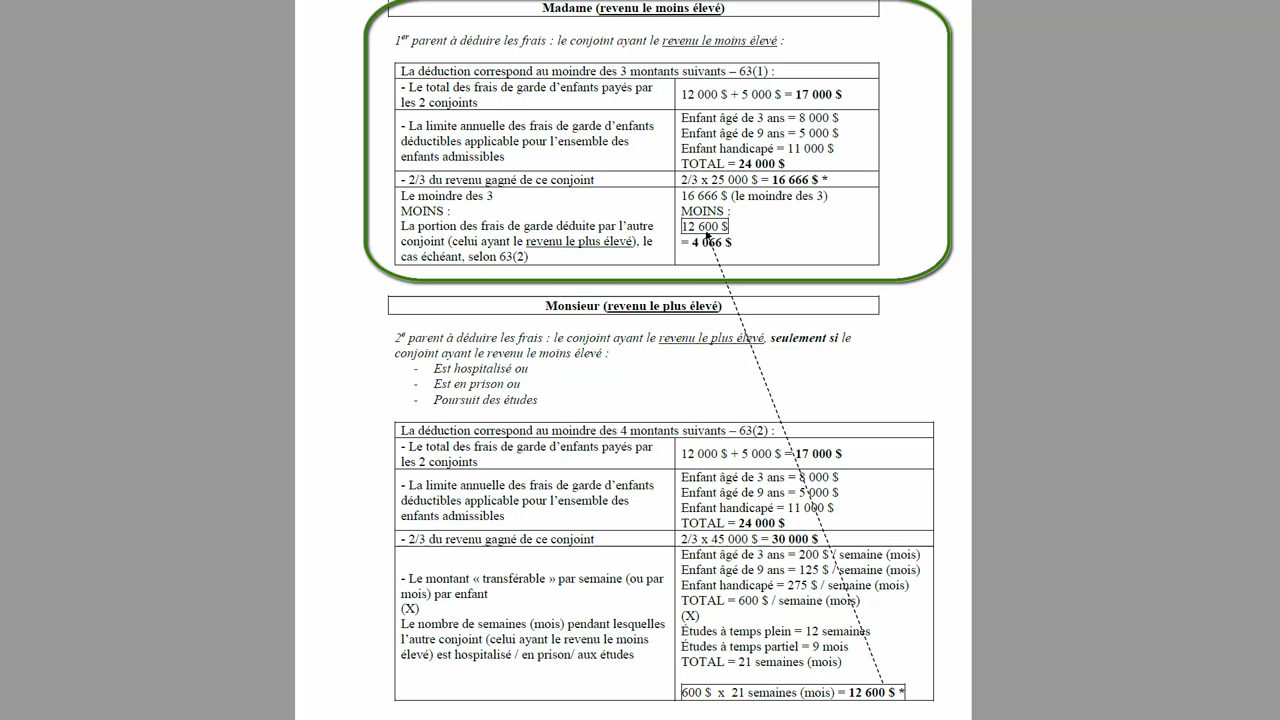 Madame (revenu le moins élevé)
1er parent à déduire les frais : le conjoint ayant le revenu le moins élevé :
La déduction correspond au moindre des 3 montants suivants – 63(1) :
- Le total des frais de garde d’enfants payés par
les 2 conjoints
12 000 $ + 5 000 $ = 17 000 $
- La limite annuelle des frais de garde d’enfants
déductibles applicable pour l’ensemble des
enfants admissibles
Enfant âgé de 3 ans = 8 000 $
Enfant âgé de 9 ans = 5 000 $
Enfant handicapé = 11 000 $
TOTAL = 24 000 $
- 2/3 du revenu gagné de ce conjoint
2/3 x 25 000 $ = 16 666 $ *
Le moindre des 3
MOINS :
La portion des frais de garde déduite par l’autre
conjoint (celui ayant le revenu le plus élevé), le
cas échéant, selon 63(2)
16 666 $ (le moindre des 3)
MOINS :
12 600 $
= 4 066 $
Monsieur (revenu le plus élevé)
2e parent à déduire les frais : le conjoint ayant le revenu le plus élevé, seulement si le
conjoint ayant le revenu le moins élevé :
- Est hospitalisé ou
- Est en prison ou
- Poursuit des études
La déduction correspond au moindre des 4 montants suivants – 63(2) :
- Le total des frais de garde d’enfants payés par
les 2 conjoints
12 000 $ + 5 000 $ = 17 000 $
- La limite annuelle des frais de garde d’enfants
déductibles applicable pour l’ensemble des
enfants admissibles
Enfant âgé de 3 ans = 8 000 $
Enfant âgé de 9 ans = 5 000 $
Enfant handicapé = 11 000 $
TOTAL = 24 000 $
- 2/3 du revenu gagné de ce conjoint
2/3 x 45 000 $ = 30 000 $
- Le montant « transférable » par semaine (ou par
mois) par enfant
(X)
Le nombre de semaines (mois) pendant lesquelles
l’autre conjoint (celui ayant le revenu le moins
élevé) est hospitalisé / en prison/ aux études
Enfant âgé de 3 ans = 200 $ / semaine (mois)
Enfant âgé de 9 ans = 125 $ / semaine (mois)
Enfant handicapé = 275 $ / semaine (mois)
TOTAL = 600 $ / semaine (mois)
(X)
Études à temps plein = 12 semaines
Études à temps partiel = 9 mois
TOTAL = 21 semaines (mois)
600 $ x 21 semaines (mois) = 12 600 $ *